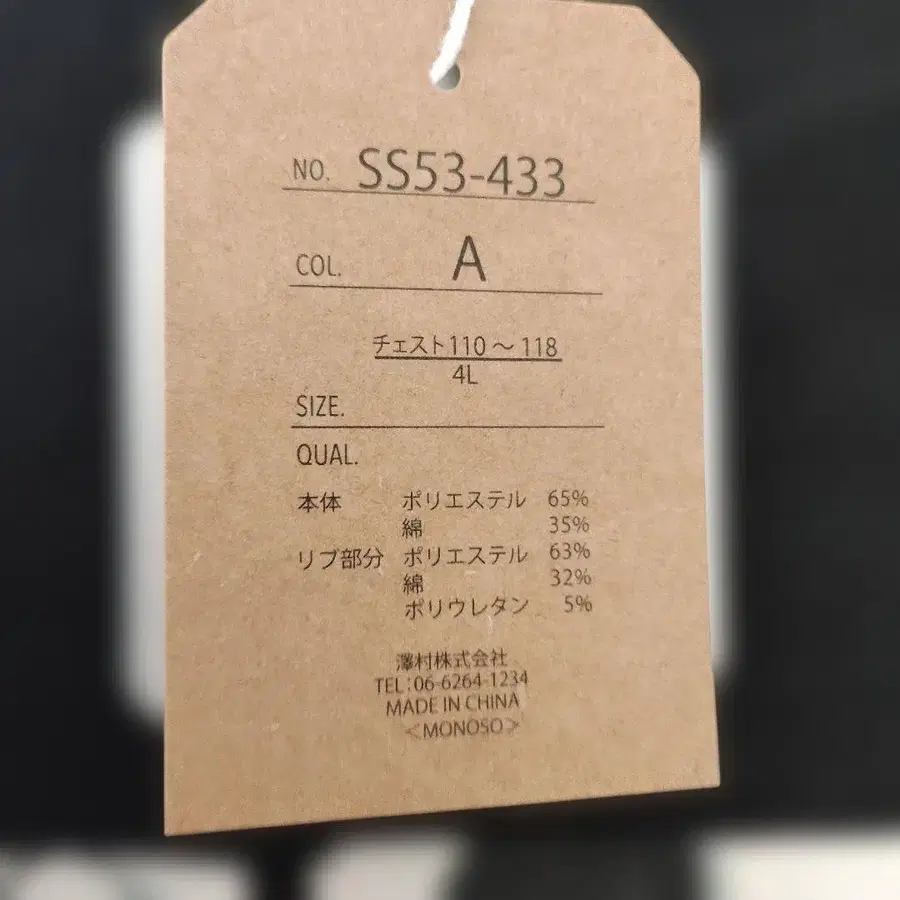 NO. SS53-433
COL. A
チェスト110～118
4L
SIZE.
QUAL.
本体 ポリエステル 65%
綿 35%
リブ部分 ポリエステル 63%
綿 32%
ポリウレタン 5%
澤村株式会社
TEL:06-6264-1234
MADE IN CHINA
<MONOSO>